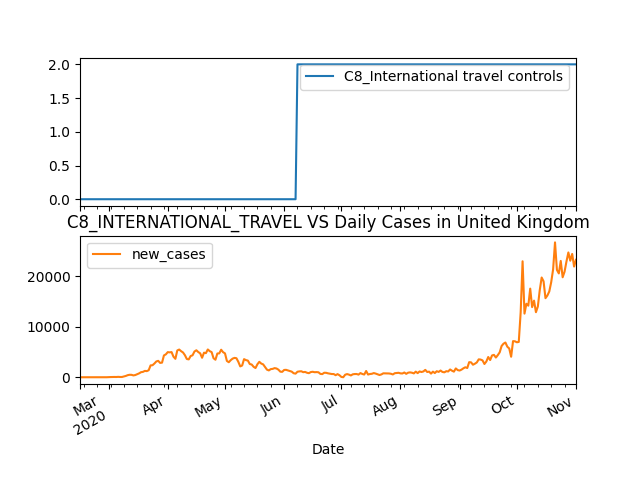 2.0
C8_International travel controls
1.5
1.0
0.5
0.0
C8_INTERNATIONAL_TRAVEL VS Daily Cases in United Kingdom
new_cases
20000
10000
0
Mar
2020
Apr
May
Jun
Jul
Aug
Sep
Oct
Nov
Date